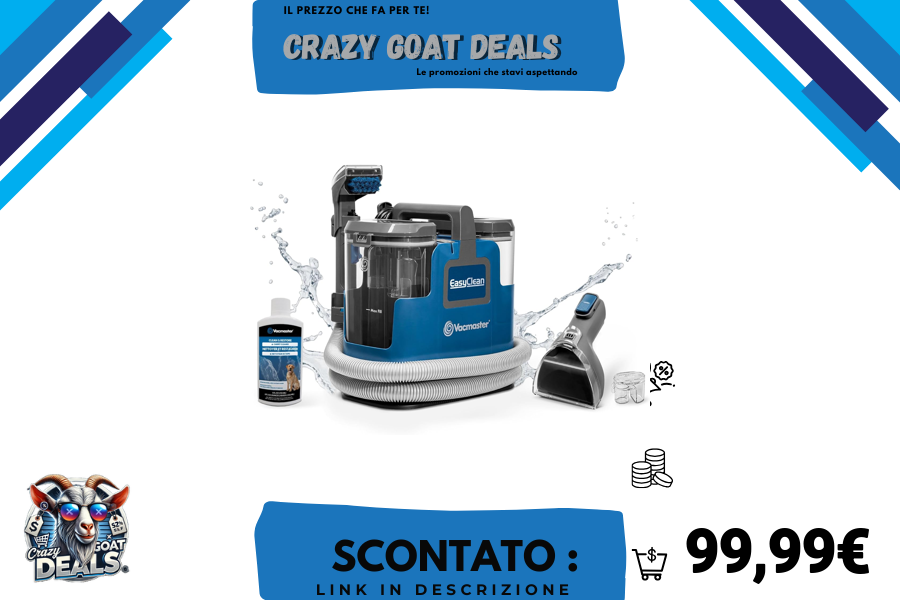 IL PREZZO CHE FA PER TE!
CRAZY GOAT DEALS
Le promozioni che stavi aspettando
EasyClean
Vacmaster
Vacmaster
%
$
Crazy
GOAT
DEALS
SCONTATO :
$
99,99€
LINK IN DESCRIZIONE